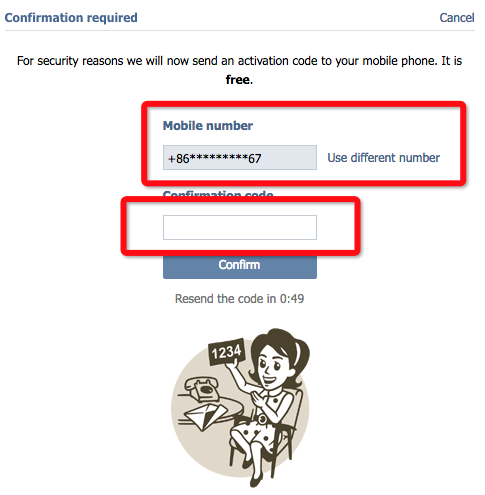 Confirmation required
Cancel
For security reasons we will now send an activation code to your mobile phone. It is
free.
Mobile number
+86*********67
Use different number
Confirmation code
Confirm
Resend the code in 0:49
1234